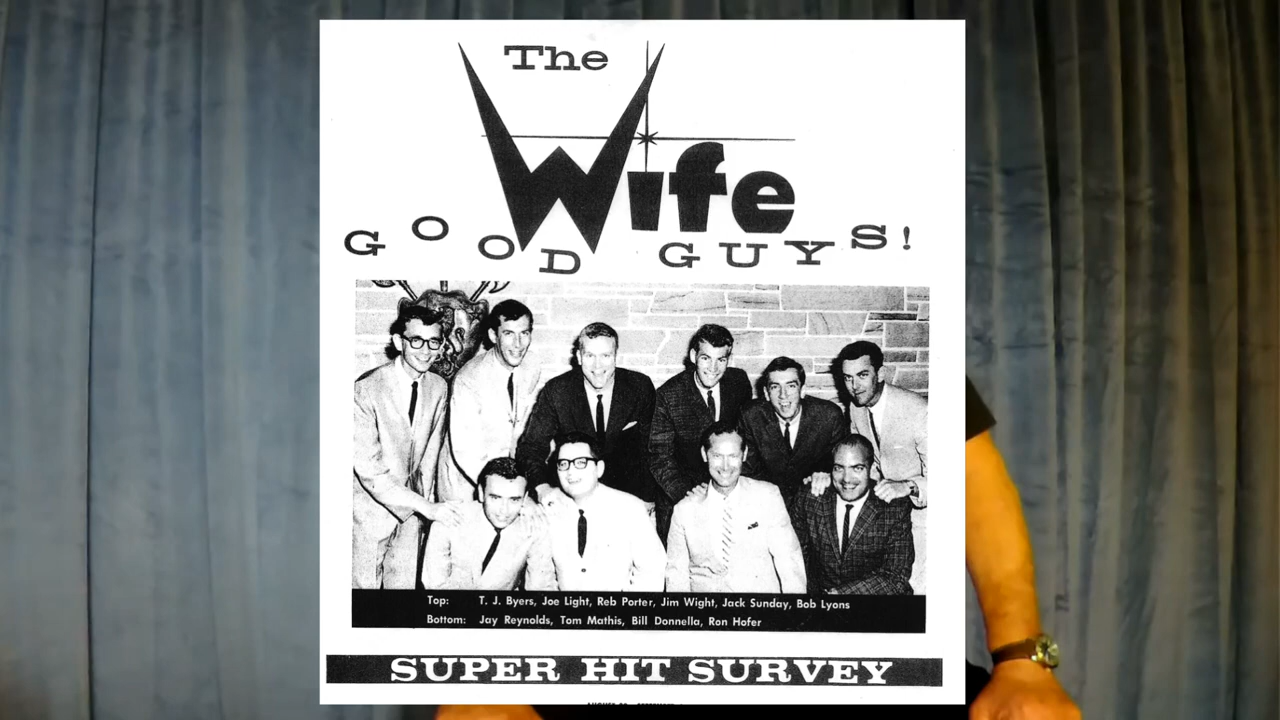 The
Wife
GOOD GUYS!
Top: T. J. Byers, Joe Light, Reb Porter, Jim Wight, Jack Sunday, Bob Lyons
Bottom: Jay Reynolds, Tom Mathis, Bill Donnella, Ron Hofer
SUPER HIT SURVEY